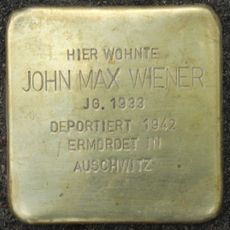 HIER WOHNTE
JOHN MAX WIENER
JG. 1933
DEPORTIERT 1942
ERMORDET IN
AUSCHWITZ